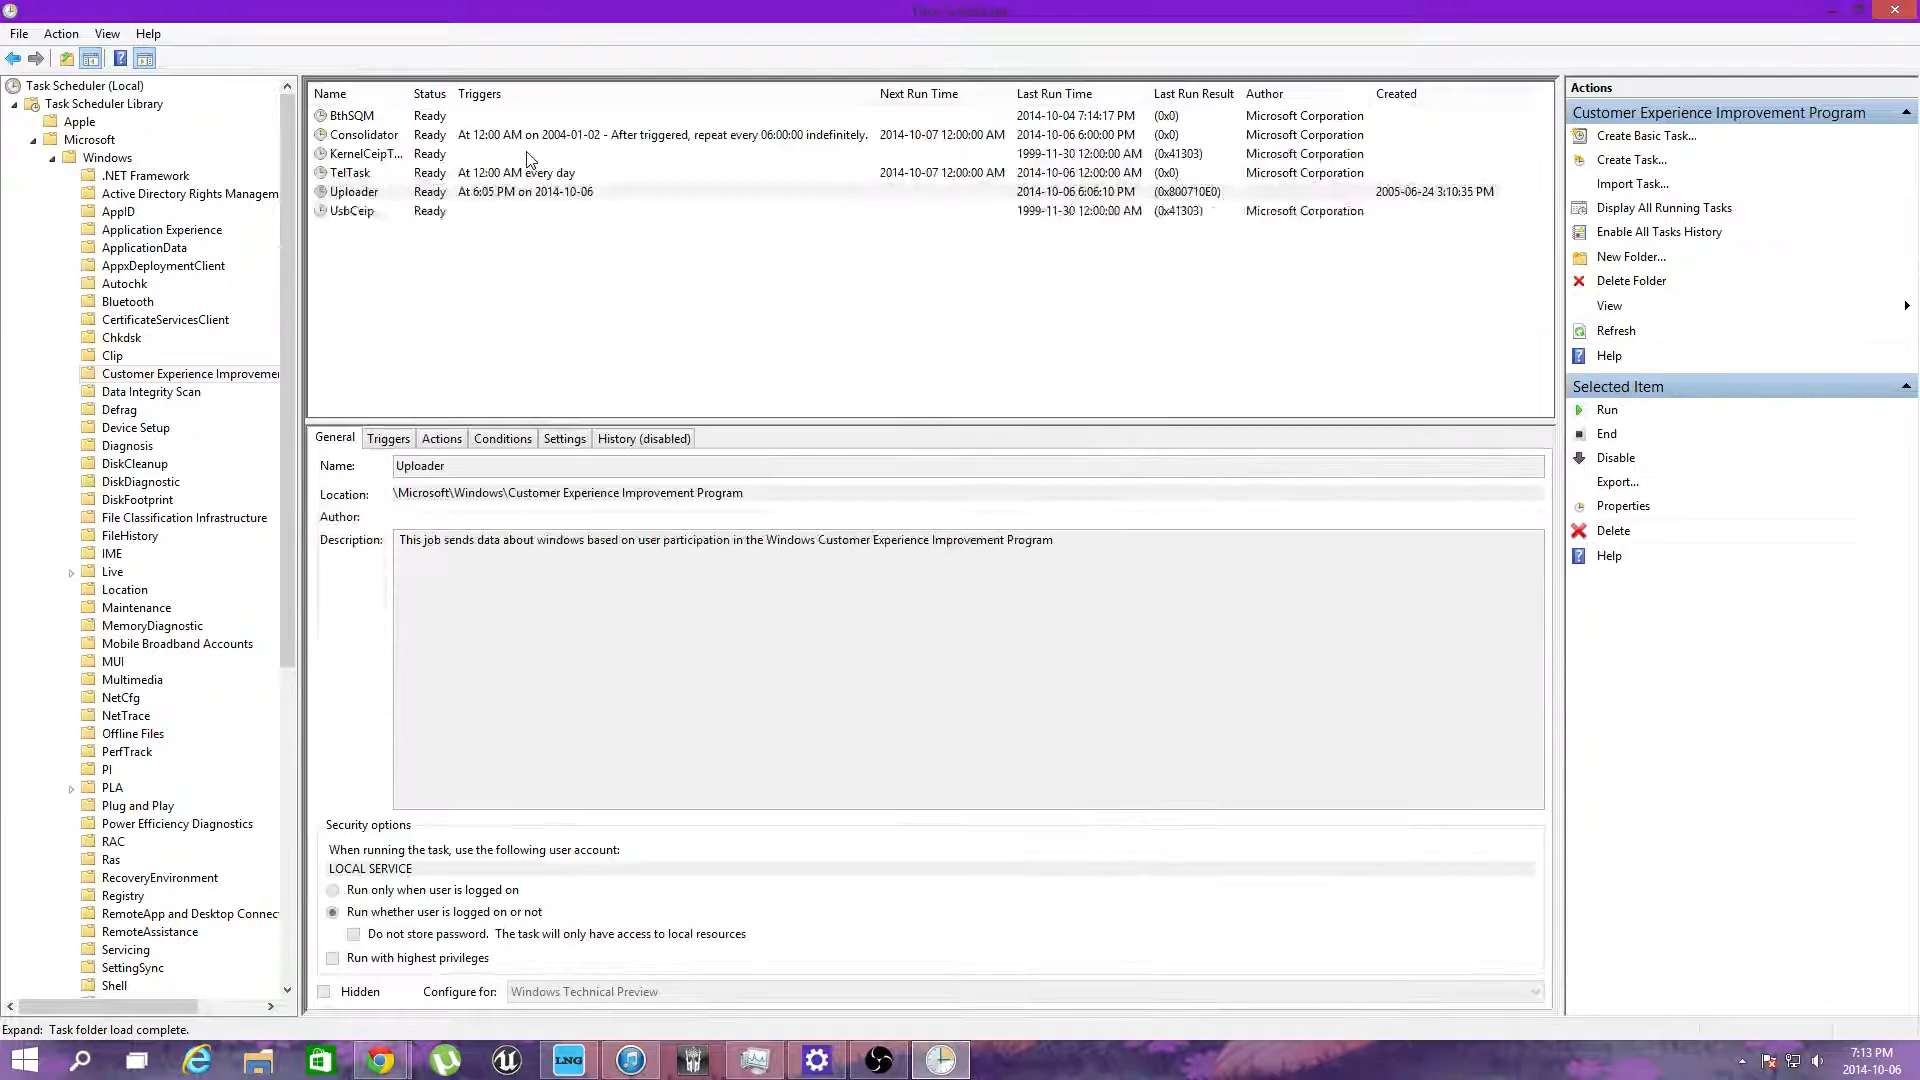 Task Scheduler
File Action View Help
Task Scheduler (Local)
Task Scheduler Library
Apple
Microsoft
Windows
.NET Framework
Active Directory Rights Managem
AppID
Application Experience
ApplicationData
AppxDeploymentClient
Autochk
Bluetooth
CertificateServicesClient
Chkdsk
Clip
Customer Experience Improvemer
Data Integrity Scan
Defrag
Device Setup
Diagnosis
DiskCleanup
DiskDiagnostic
DiskFootprint
File Classification Infrastructure
FileHistory
IME
Live
Location
Maintenance
MemoryDiagnostic
Mobile Broadband Accounts
MUI
Multimedia
NetCfg
NetTrace
Offline Files
PerfTrack
PI
PLA
Plug and Play
Power Efficiency Diagnostics
RAC
Ras
RecoveryEnvironment
Registry
RemoteApp and Desktop Connec
RemoteAssistance
Servicing
SettingSync
Shell
Name Status Triggers Next Run Time Last Run Time Last Run Result Author Created
BthSQM Ready 2014-10-04 7:14:17 PM (0x0) Microsoft Corporation
Consolidator Ready At 12:00 AM on 2004-01-02 - After triggered, repeat every 06:00:00 indefinitely. 2014-10-07 12:00:00 AM 2014-10-06 6:00:00 PM (0x0) Microsoft Corporation
KernelCeipT... Ready 1999-11-30 12:00:00 AM (0x41303) Microsoft Corporation
TelTask Ready At 12:00 AM every day 2014-10-07 12:00:00 AM 2014-10-06 12:00:00 AM (0x0) Microsoft Corporation
Uploader Ready At 6:05 PM on 2014-10-06 2014-10-06 6:06:10 PM (0x800710E0) 2005-06-24 3:10:35 PM
UsbCeip Ready 1999-11-30 12:00:00 AM (0x41303) Microsoft Corporation
General Triggers Actions Conditions Settings History (disabled)
Name: Uploader
Location: \Microsoft\Windows\Customer Experience Improvement Program
Author:
Description: This job sends data about windows based on user participation in the Windows Customer Experience Improvement Program
Security options
When running the task, use the following user account:
LOCAL SERVICE
Run only when user is logged on
Run whether user is logged on or not
Do not store password. The task will only have access to local resources
Run with highest privileges
Hidden Configure for: Windows Technical Preview
Actions
Customer Experience Improvement Program
Create Basic Task...
Create Task...
Import Task...
Display All Running Tasks
Enable All Tasks History
New Folder...
Delete Folder
View
Refresh
Help
Selected Item
Run
End
Disable
Export...
Properties
Delete
Help
Expand: Task folder load complete.
LNG
7:13 PM
2014-10-06